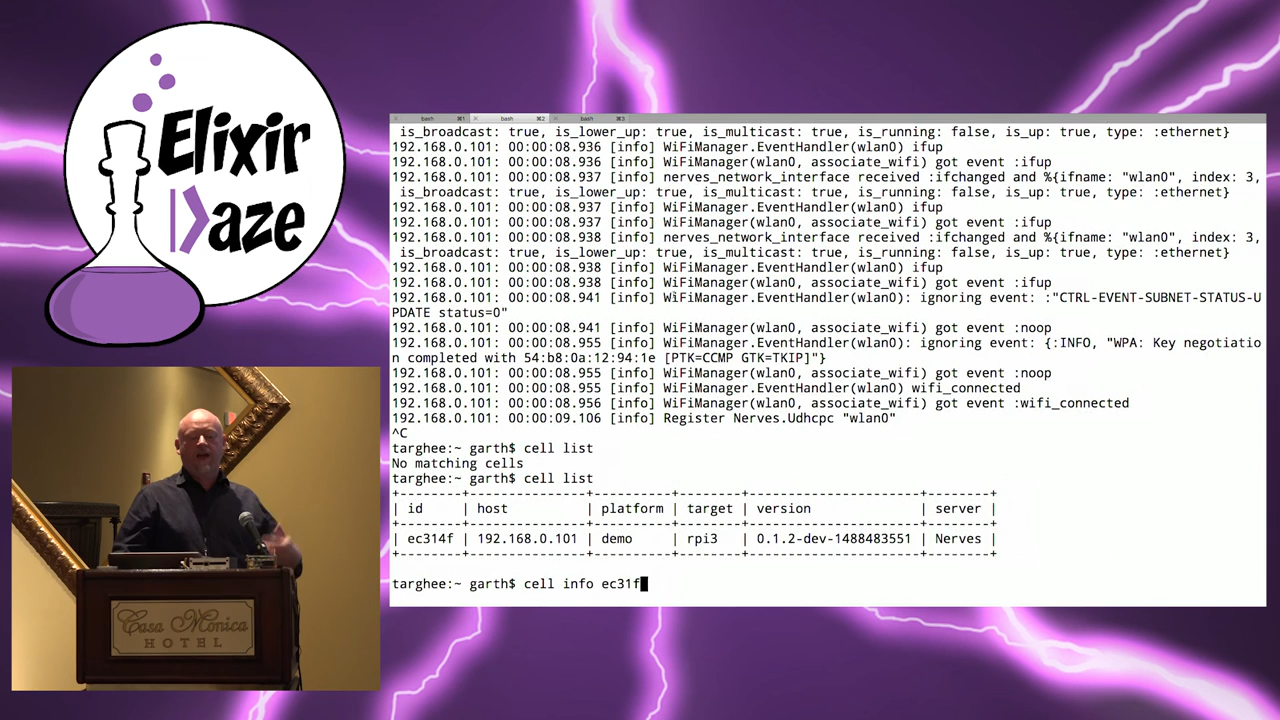 Elixir
Daze
bash ⌘1 bash ⌘2 bash ⌘3
is_broadcast: true, is_lower_up: true, is_multicast: true, is_running: false, is_up: true, type: :ethernet}
192.168.0.101: 00:00:08.936 [info] WiFiManager.EventHandler(wlan0) ifup
192.168.0.101: 00:00:08.936 [info] WiFiManager(wlan0, associate_wifi) got event :ifup
192.168.0.101: 00:00:08.937 [info] nerves_network_interface received :ifchanged and %{ifname: "wlan0", index: 3,
is_broadcast: true, is_lower_up: true, is_multicast: true, is_running: false, is_up: true, type: :ethernet}
192.168.0.101: 00:00:08.937 [info] WiFiManager.EventHandler(wlan0) ifup
192.168.0.101: 00:00:08.937 [info] WiFiManager(wlan0, associate_wifi) got event :ifup
192.168.0.101: 00:00:08.938 [info] nerves_network_interface received :ifchanged and %{ifname: "wlan0", index: 3,
is_broadcast: true, is_lower_up: true, is_multicast: true, is_running: false, is_up: true, type: :ethernet}
192.168.0.101: 00:00:08.938 [info] WiFiManager.EventHandler(wlan0) ifup
192.168.0.101: 00:00:08.938 [info] WiFiManager(wlan0, associate_wifi) got event :ifup
192.168.0.101: 00:00:08.941 [info] WiFiManager.EventHandler(wlan0): ignoring event: :"CTRL-EVENT-SUBNET-STATUS-U
PDATE status=0"
192.168.0.101: 00:00:08.941 [info] WiFiManager(wlan0, associate_wifi) got event :noop
192.168.0.101: 00:00:08.955 [info] WiFiManager.EventHandler(wlan0): ignoring event: {:INFO, "WPA: Key negotiatio
n completed with 54:b8:0a:12:94:1e [PTK=CCMP GTK=TKIP]"}
192.168.0.101: 00:00:08.955 [info] WiFiManager(wlan0, associate_wifi) got event :noop
192.168.0.101: 00:00:08.955 [info] WiFiManager.EventHandler(wlan0) wifi_connected
192.168.0.101: 00:00:08.956 [info] WiFiManager(wlan0, associate_wifi) got event :wifi_connected
192.168.0.101: 00:00:09.106 [info] Register Nerves.Udhcpc "wlan0"
^C
targhee:~ garth$ cell list
No matching cells
targhee:~ garth$ cell list
| id | host | platform | target | version | server |
| ec314f | 192.168.0.101 | demo | rpi3 | 0.1.2-dev-1488483551 | Nerves |
targhee:~ garth$ cell info ec31f
Casa Monica
HOTEL